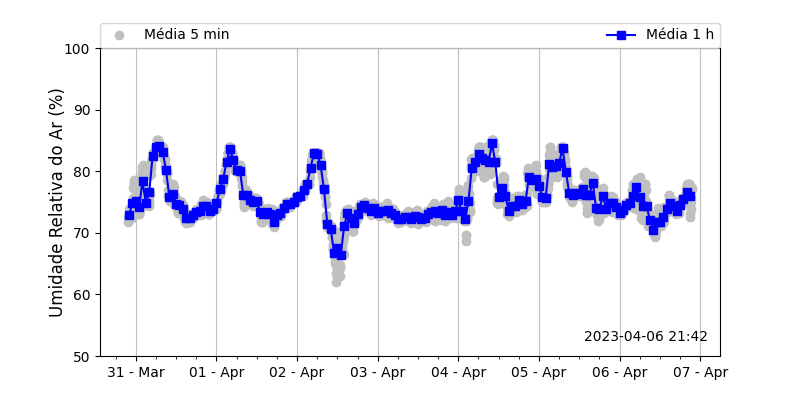 Média 5 min
Média 1 h
Umidade Relativa do Ar (%)
100
90
80
70
60
50
2023-04-06 21:42
31 - Mar
01 - Apr
02 - Apr
03 - Apr
04 - Apr
05 - Apr
06 - Apr
07 - Apr